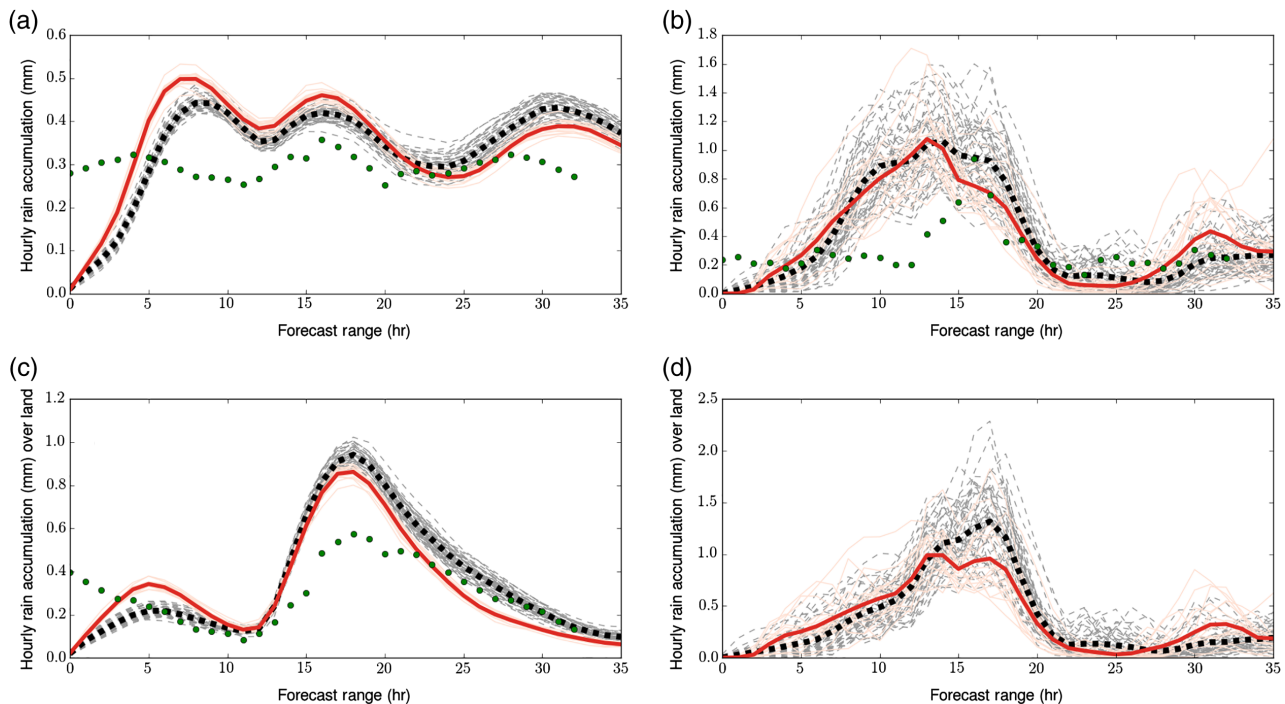 (a)
Hourly rain accumulation (mm)
0.6
0.5
0.4
0.3
0.2
0.1
0.0
0 5 10 15 20 25 30 35
Forecast range (hr)
(b)
Hourly rain accumulation (mm)
1.8
1.6
1.4
1.2
1.0
0.8
0.6
0.4
0.2
0.0
0 5 10 15 20 25 30 35
Forecast range (hr)
(c)
Hourly rain accumulation (mm) over land
1.2
1.0
0.8
0.6
0.4
0.2
0.0
0 5 10 15 20 25 30 35
Forecast range (hr)
(d)
Hourly rain accumulation (mm) over land
2.5
2.0
1.5
1.0
0.5
0.0
0 5 10 15 20 25 30 35
Forecast range (hr)